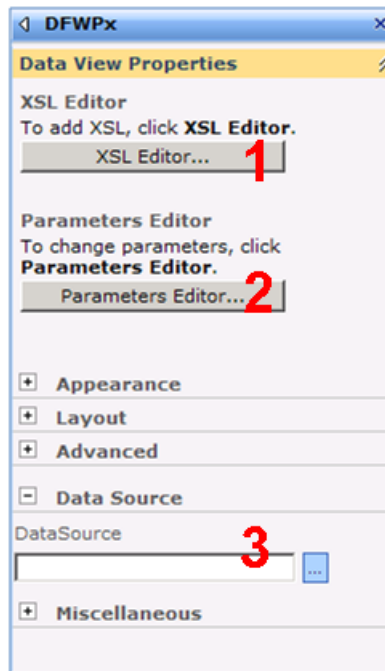 DFWPx
Data View Properties
XSL Editor
To add XSL, click XSL Editor.
XSL Editor... 1
Parameters Editor
To change parameters, click
Parameters Editor.
Parameters Editor... 2
Appearance
Layout
Advanced
Data Source
DataSource 3
...
Miscellaneous